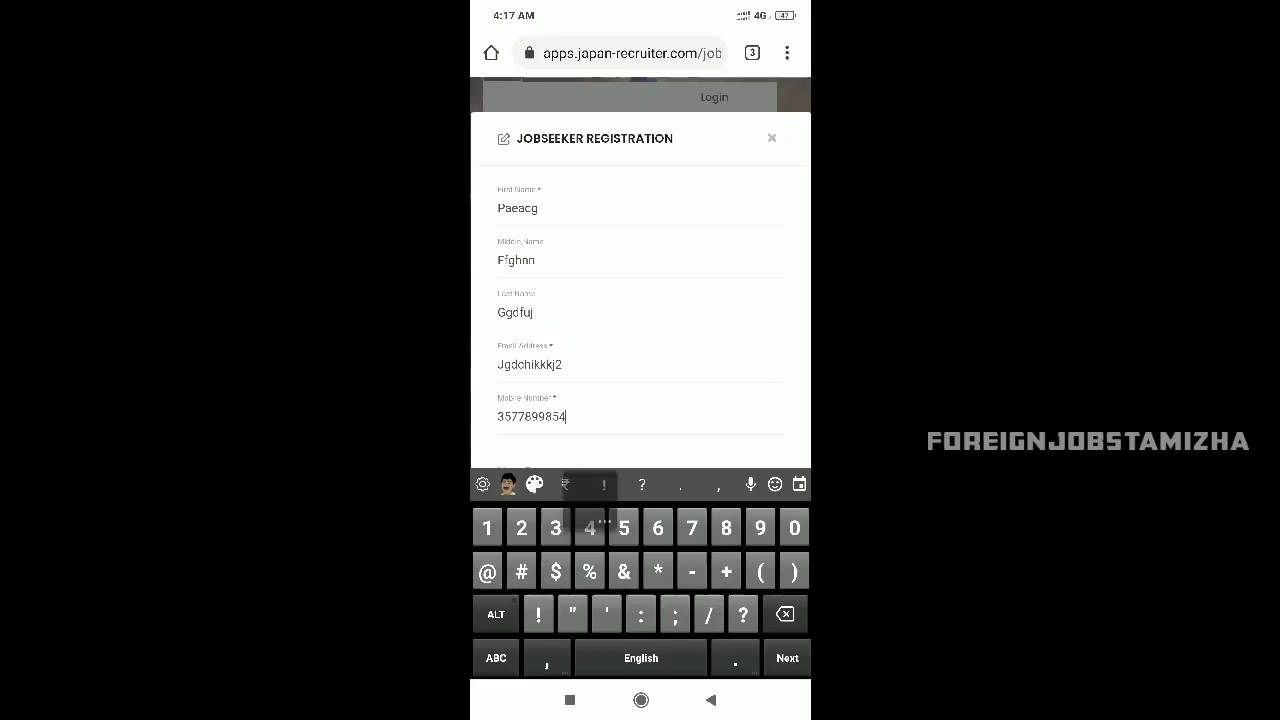 4:17 AM 4G 47
apps.japan-recruiter.com/job 3
Login
JOBSEEKER REGISTRATION ×
First Name *
Paeacg
Middle Name
Ffghnn
Last Name
Ggdfuj
Email Address *
Jgdchikkkj2
Mobile Number *
3577899854
FOREIGNJOBSTAMIZHA
₹ ! ? . ,
1 2 3 4 5 6 7 8 9 0
@ # $ % & * - + ( )
ALT ! " ' : ; / ?
ABC , English . Next